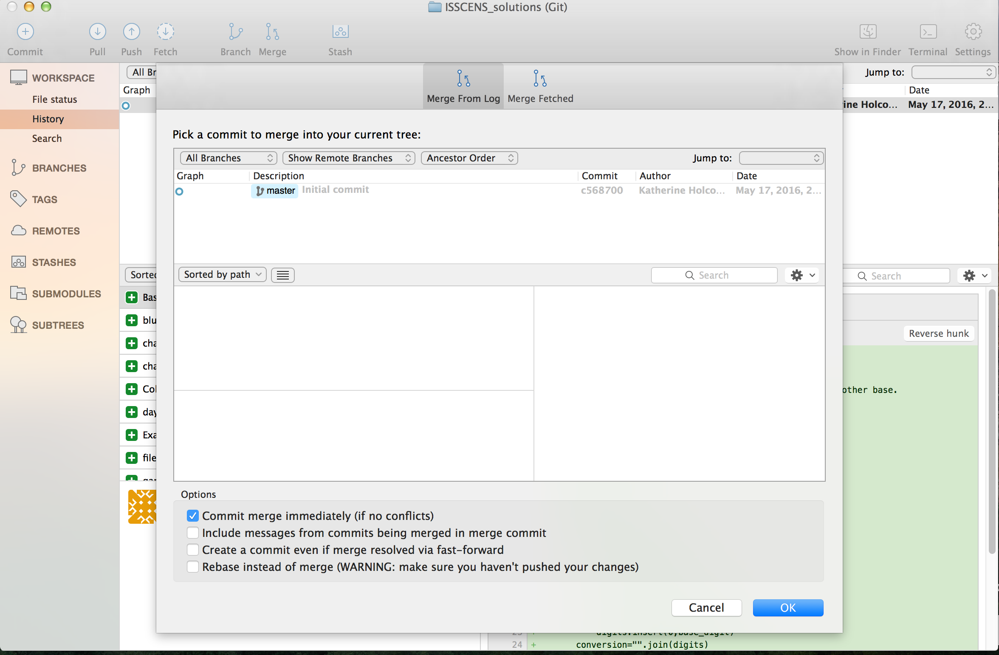 ISSCENS_solutions (Git)
Commit Pull Push Fetch Branch Merge Stash Show in Finder Terminal Settings
WORKSPACE
File status
History
Search
BRANCHES
TAGS
REMOTES
STASHES
SUBMODULES
SUBTREES
All Br
Graph
Jump to:
Date
ine Holco... May 17, 2016, 2...
Merge From Log Merge Fetched
Pick a commit to merge into your current tree:
All Branches Show Remote Branches Ancestor Order Jump to:
Graph Description Commit Author Date
master Initial commit c568700 Katherine Holco... May 17, 2016, 2...
Sorted by path Search
Sorte
Search
Bas
blu
cha
cha
Col
day
Exa
file
Reverse hunk
other base.
Options
Commit merge immediately (if no conflicts)
Include messages from commits being merged in merge commit
Create a commit even if merge resolved via fast-forward
Rebase instead of merge (WARNING: make sure you haven't pushed your changes)
Cancel OK
digits.insert(0,base_digit)
24 + conversion="".join(digits)